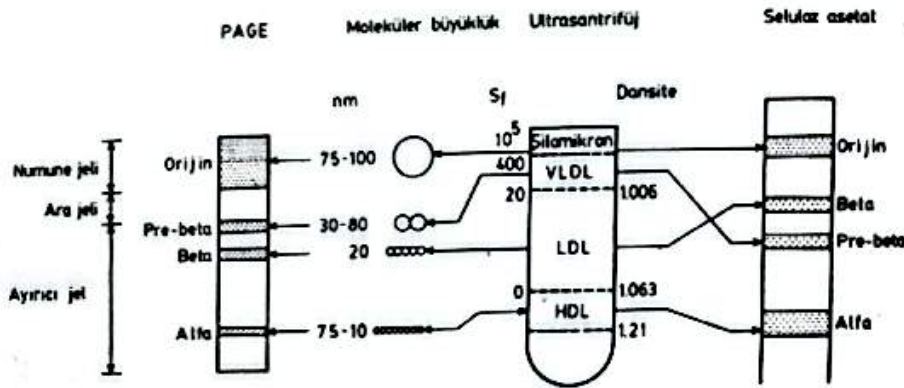 PAGE Moleküler büyüklük Ultrasantrifüj Selulaz asetat
nm Sf Dansite
10⁵ Silamikron
Numune jeli Orijin 75-100 400 VLDL Orijin
20 1.006
Ara jeli Pre-beta 30-80 Beta
Beta 20 LDL Pre-beta
Ayırıcı jel 0 1.063
HDL
Alfa 75-10 1.21 Alfa